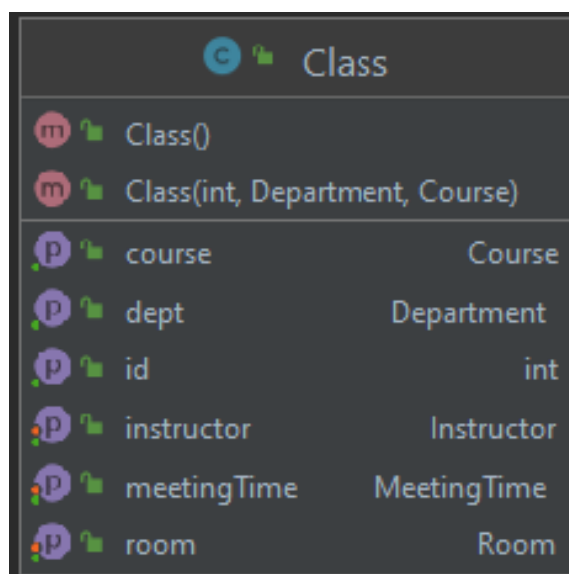 C Class
m Class()
m Class(int, Department, Course)
p course Course
p dept Department
p id int
p instructor Instructor
p meetingTime MeetingTime
p room Room